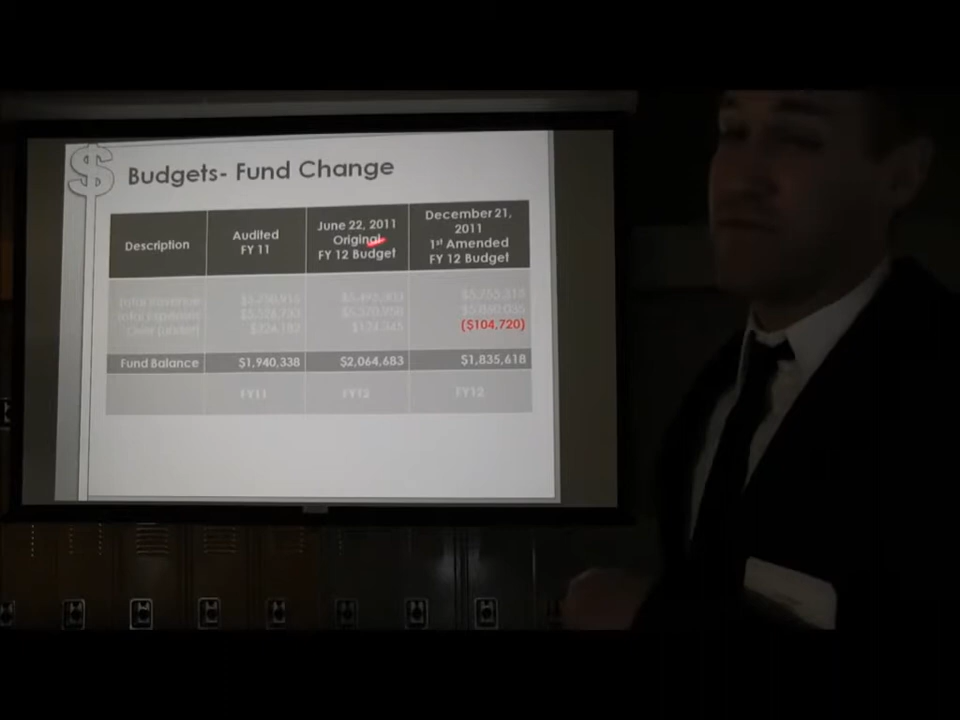 $
Budgets- Fund Change
Description
Audited
FY 11
June 22, 2011
Original
FY 12 Budget
December 21,
2011
1st Amended
FY 12 Budget
($104,720)
Fund Balance $1,940,338 $2,064,683 $1,835,618
FY11 FY12 FY12